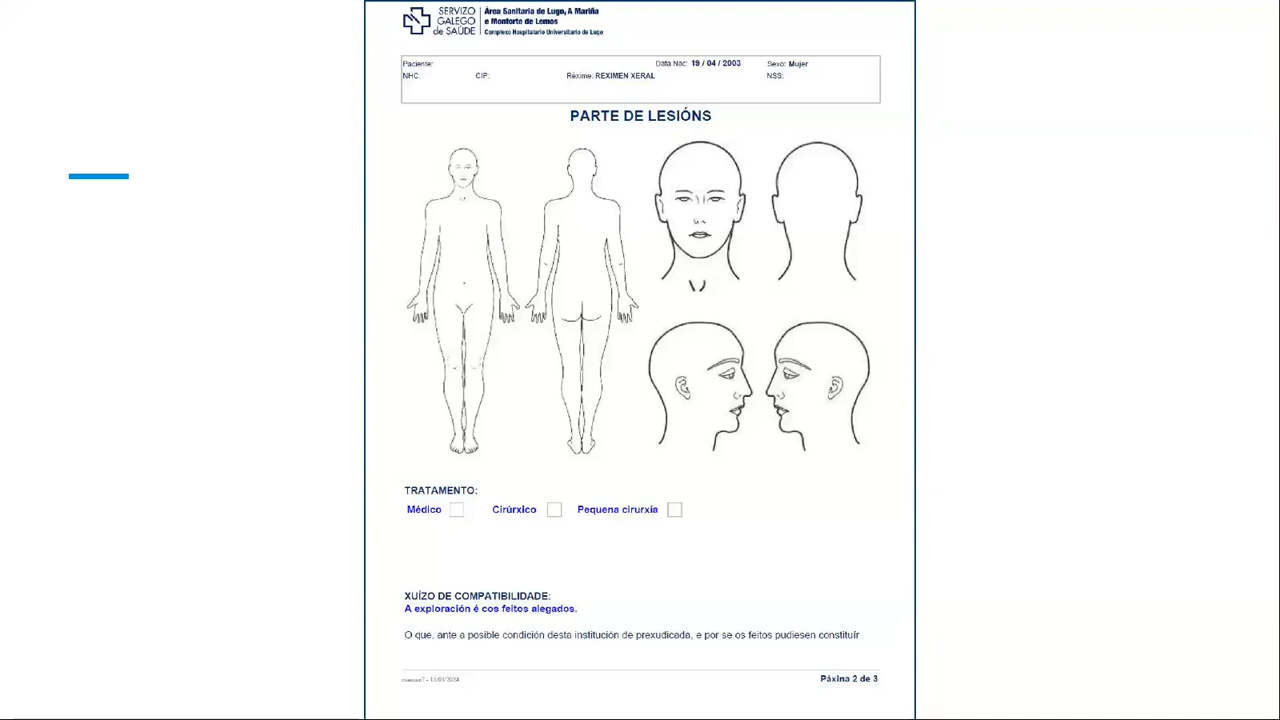 SERVIZO
GALEGO
de SAÚDE
Área Sanitaria de Lugo, A Mariña
e Monforte de Lemos
Complexo Hospitalario Universitario de Lugo
Paciente: Data Nac: 19 / 04 / 2003 Sexo: Mujer
NHC: CIP: Réxime: REXIMEN XERAL NSS:
PARTE DE LESIÓNS
TRATAMENTO:
Médico Cirúrxico Pequena cirurxía
XUÍZO DE COMPATIBILIDADE:
A exploración é cos feitos alegados.
O que, ante a posible condición desta institución de prexudicada, e por se os feitos pudiesen constituír
Páxina 2 de 3